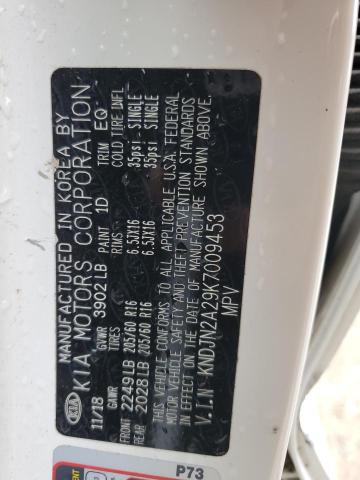 MANUFACTURED IN KOREA BY
KIA MOTORS CORPORATION
KIA
11/18 GVWR 3902 LB PAINT 1D TRIM EQ
GAWR TIRES RIMS COLD TIRE INFL
FRONT 2249 LB 205/60 R16 6.5JX16 35psi - SINGLE
REAR 2028 LB 205/60 R16 6.5JX16 35psi SINGLE
THIS VEHICLE CONFORMS TO ALL APPLICABLE U.S.A. FEDERAL
MOTOR VEHICLE SAFETY AND THEFT PREVENTION STANDARDS
IN EFFECT ON THE DATE OF MANUFACTURE SHOWN ABOVE.
V.I.N KNDJN2A29K7009453
MPV
P73